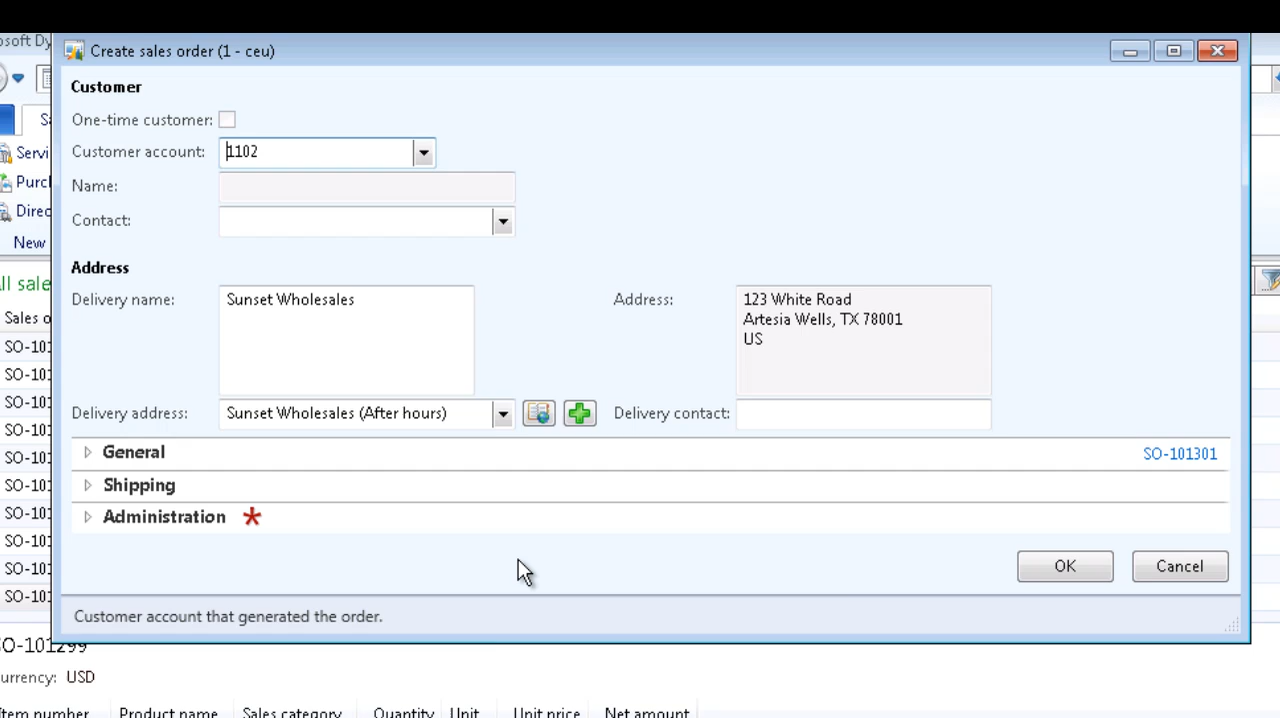 Create sales order (1 - ceu)
Customer
One-time customer:
Customer account: 1102
Name:
Contact:
Address
Delivery name: Sunset Wholesales
Address: 123 White Road
Artesia Wells, TX 78001
US
Delivery address: Sunset Wholesales (After hours)
Delivery contact:
General SO-101301
Shipping
Administration *
OK Cancel
Customer account that generated the order.
osoft Dy
Servi
Purch
Direc
New
ll sale
Sales o
SO-101
SO-101
SO-101
SO-101
SO-101
SO-101
SO-101
SO-101
SO-101
SO-101
SO-101299
urrency: USD
Item number Product name Sales category Quantity Unit Unit price Net amount